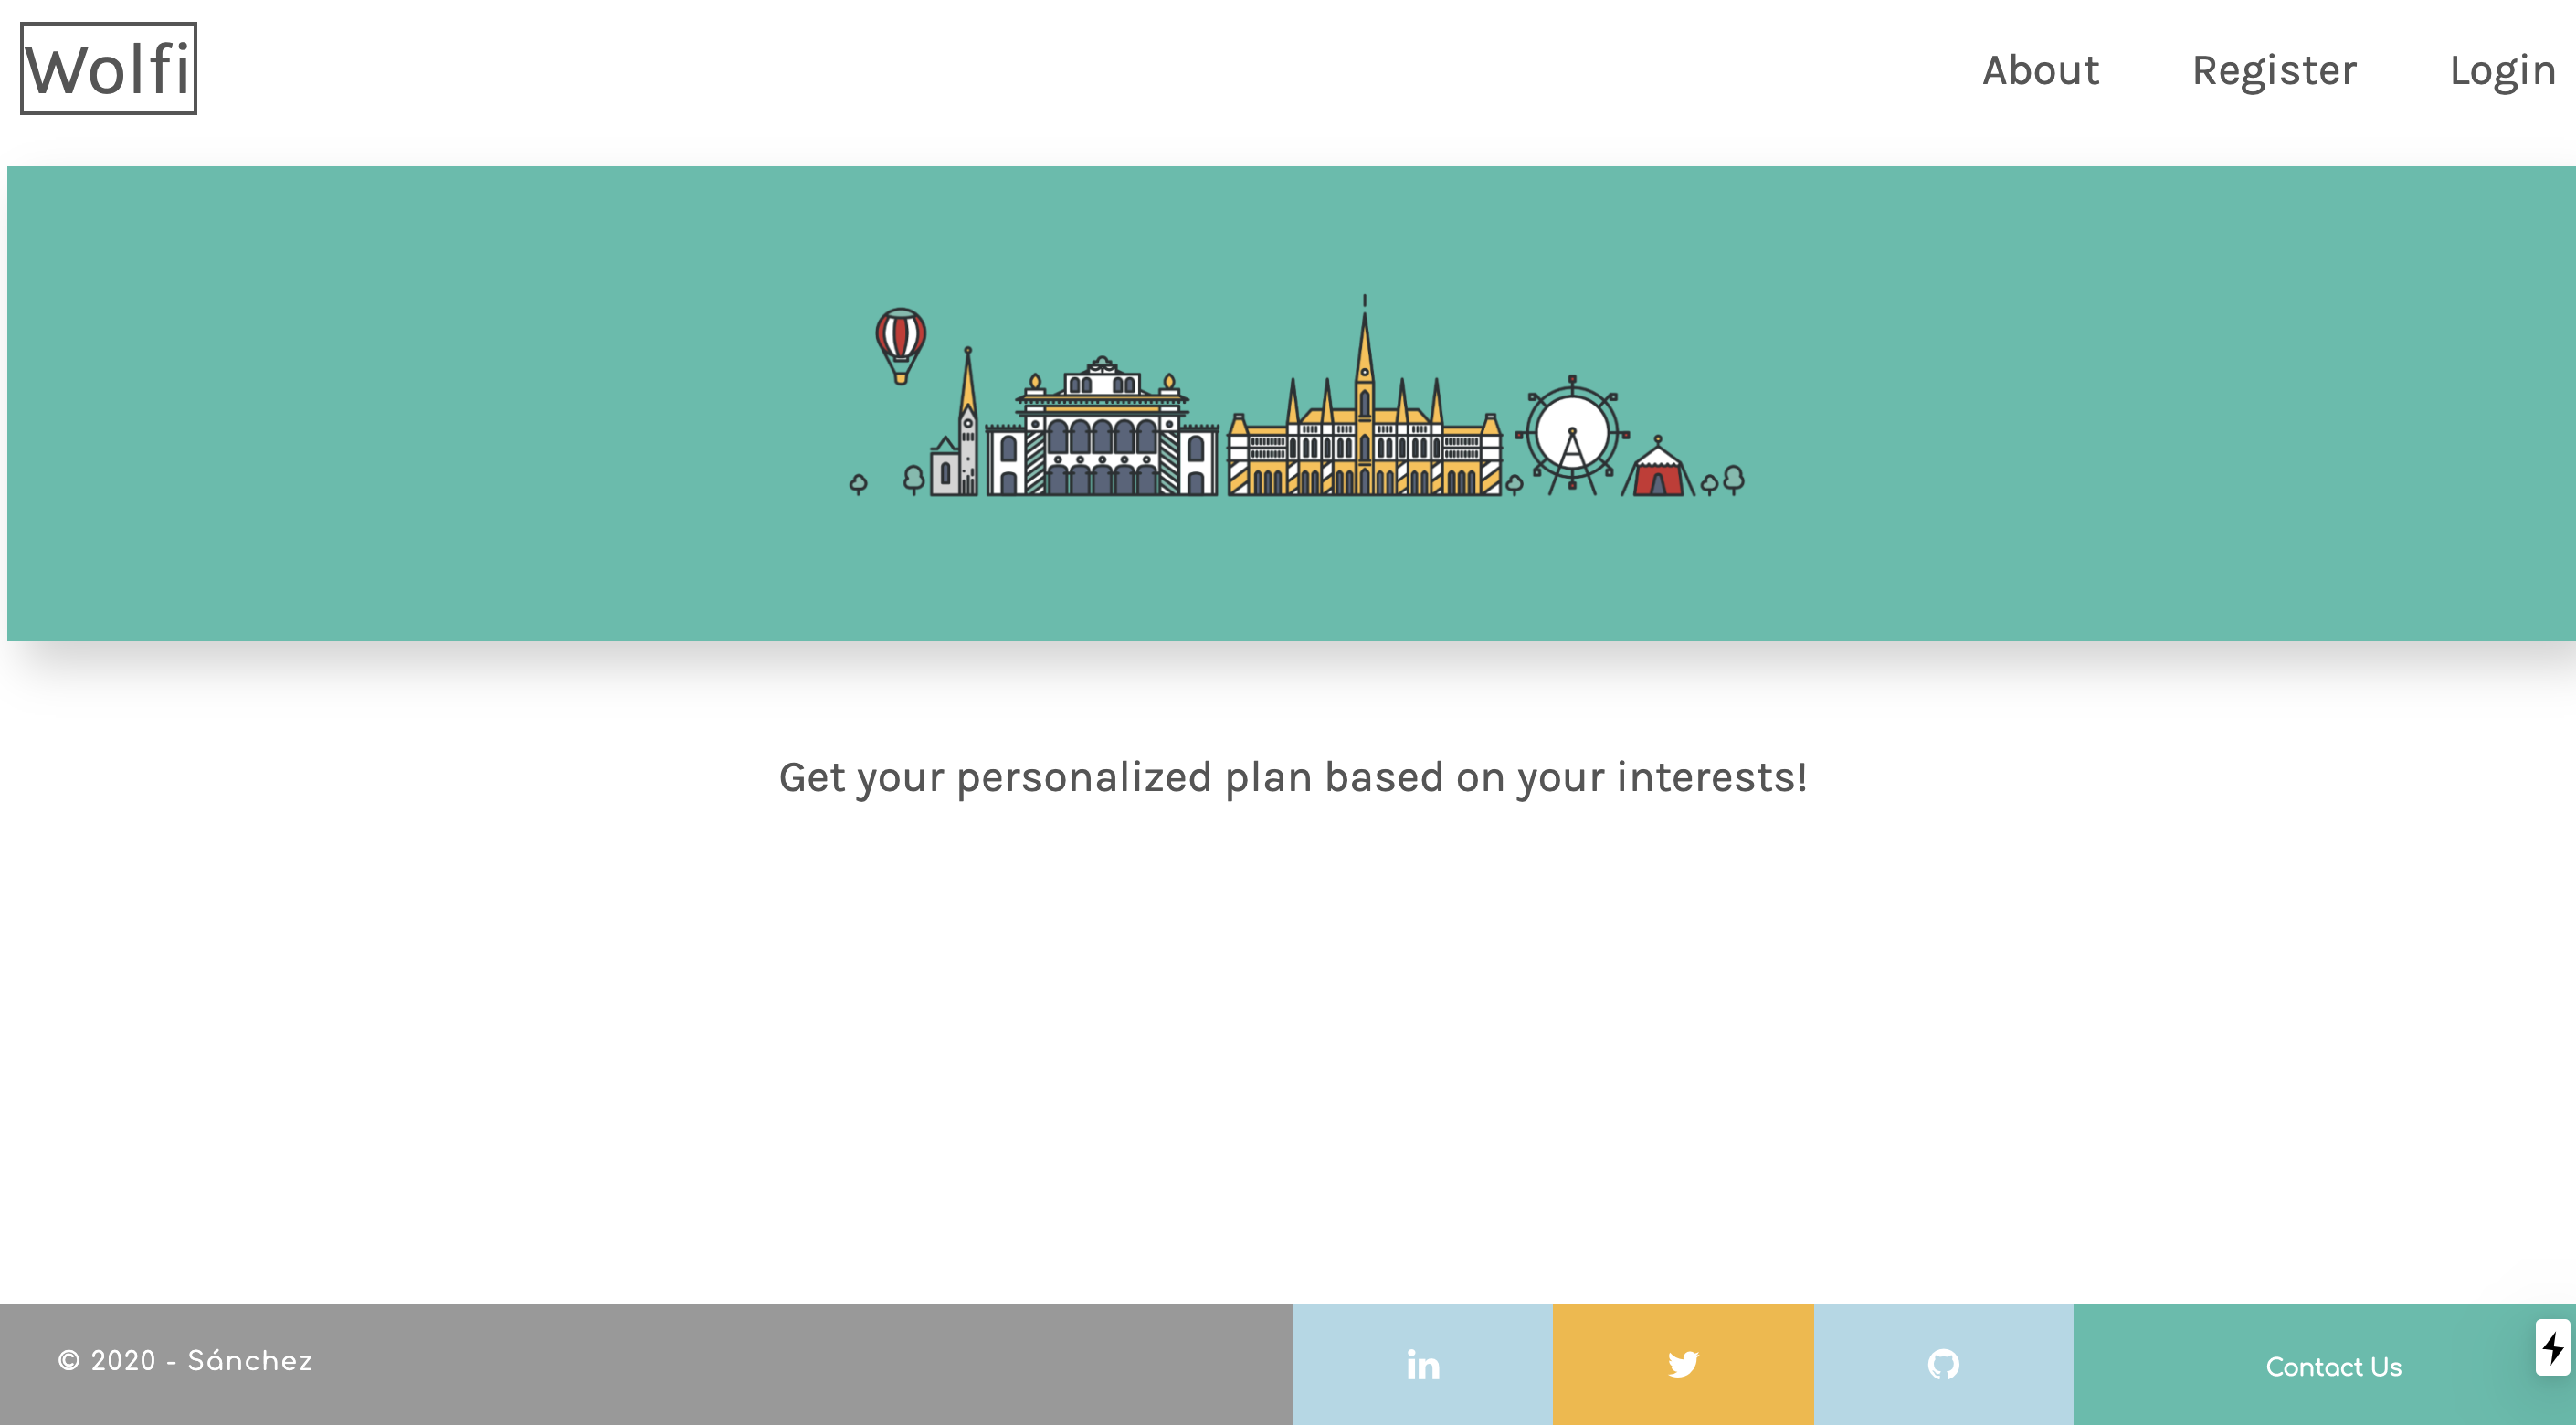 Wolfi
About Register Login
Get your personalized plan based on your interests!
© 2020 - Sánchez
in
Contact Us